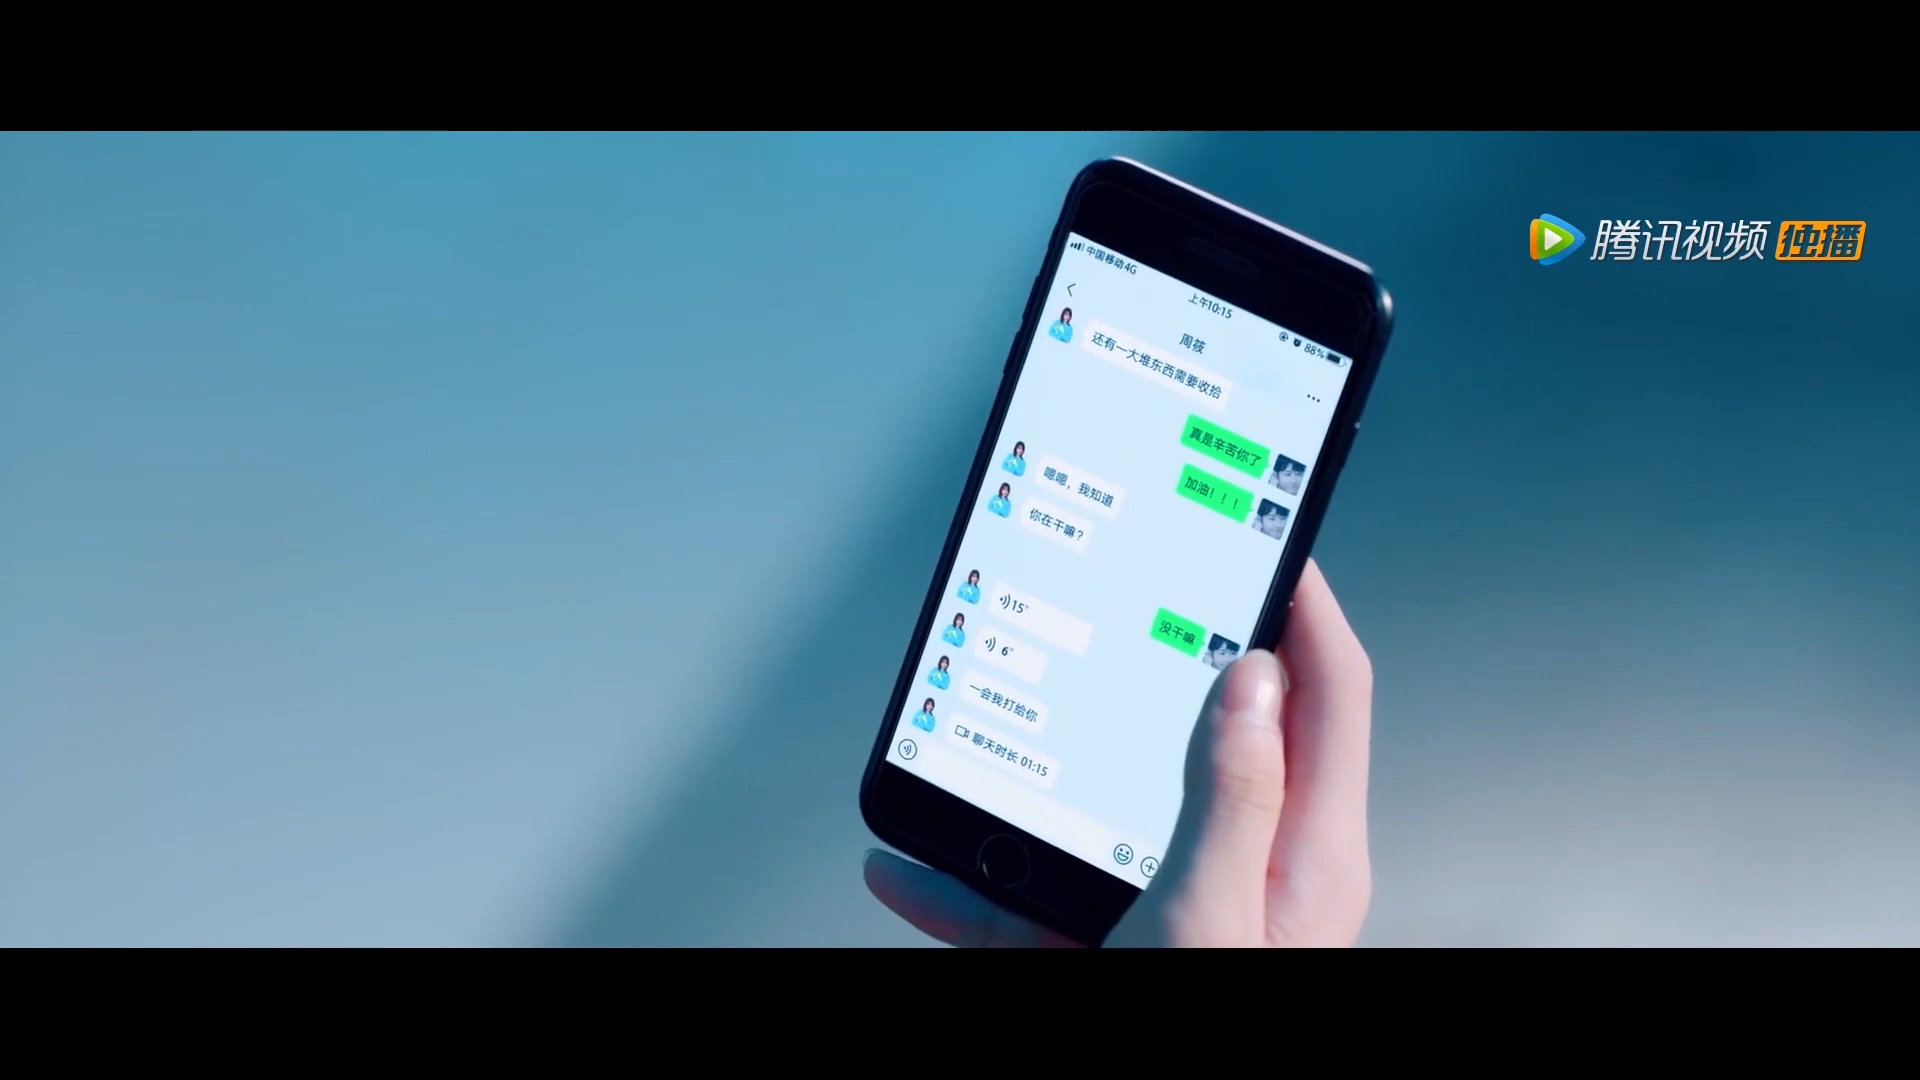 腾讯视频 独播
中国移动 4G
上午10:15
88%
周筱
还有一大堆东西需要收拾
真是辛苦你了
加油！！！
嗯嗯，我知道
你在干嘛？
没干嘛
15"
6"
一会我打给你
聊天时长 01:15